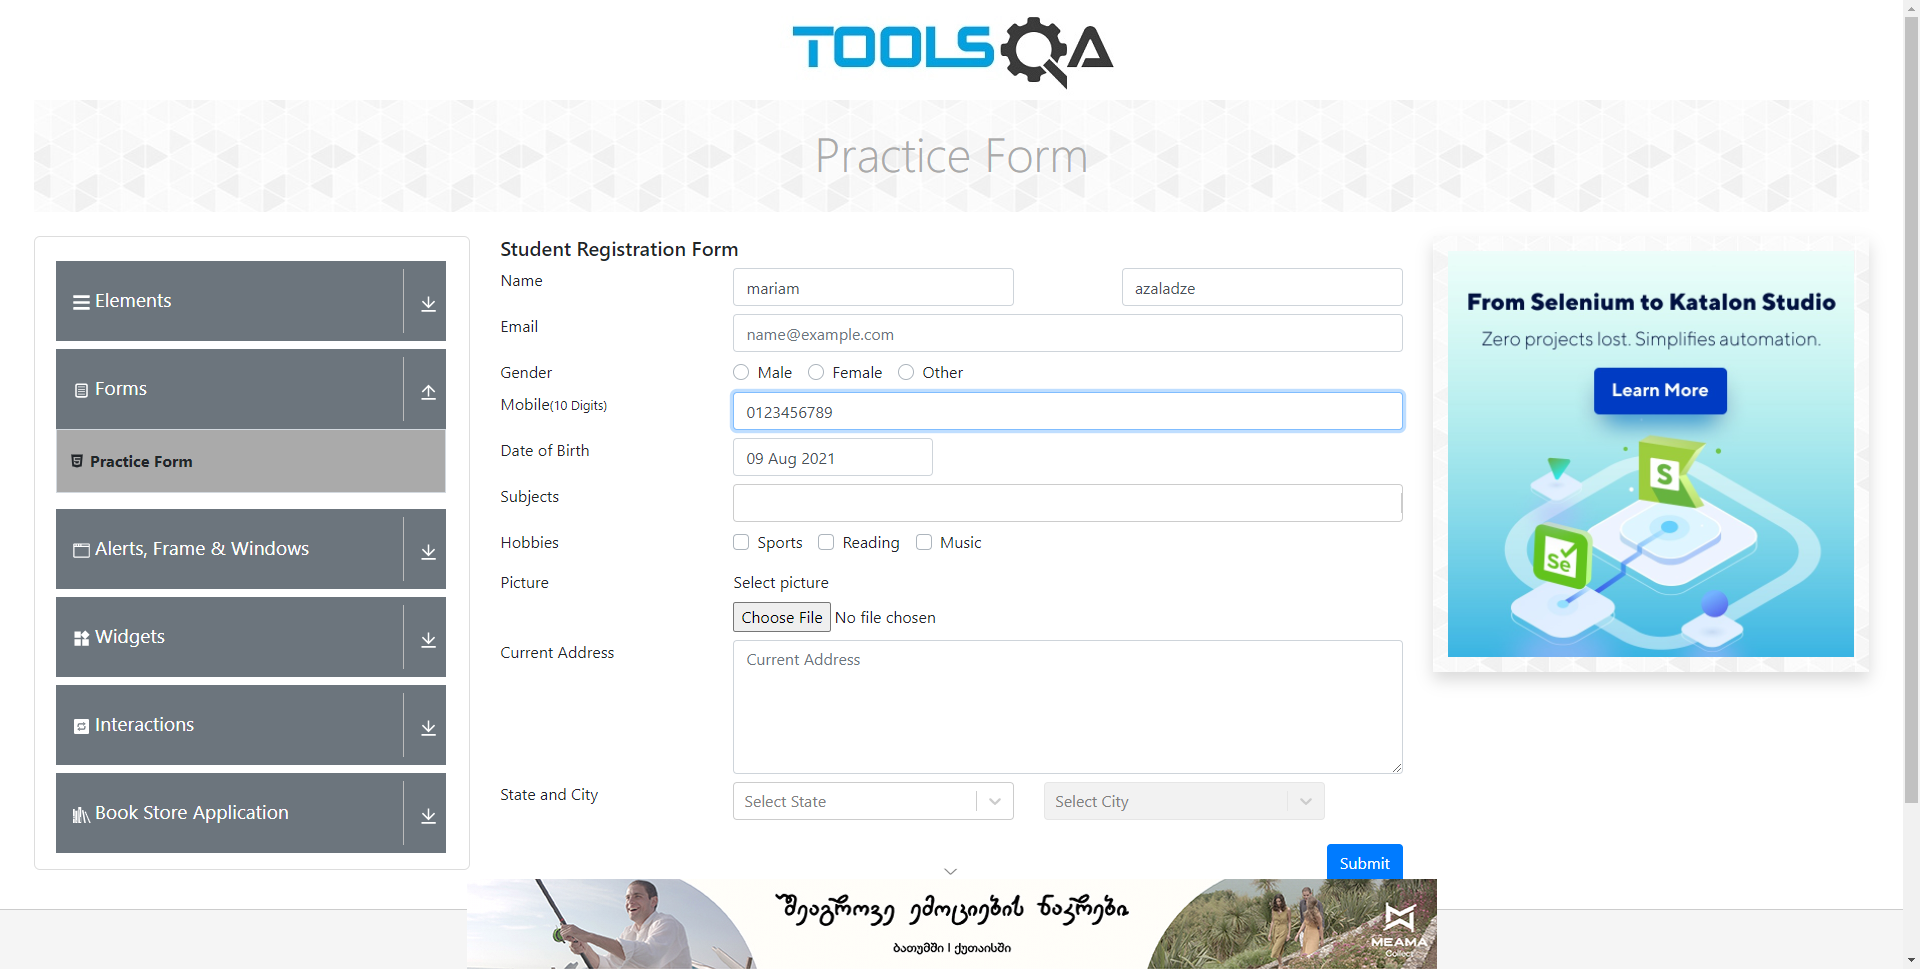 TOOLSQA
Practice Form
Elements
Forms
Practice Form
Alerts, Frame & Windows
Widgets
Interactions
Book Store Application
Student Registration Form
Name
mariam
azaladze
Email
name@example.com
Gender
Male Female Other
Mobile(10 Digits)
0123456789
Date of Birth
09 Aug 2021
Subjects
Hobbies
Sports Reading Music
Picture
Select picture
Choose File No file chosen
Current Address
Current Address
State and City
Select State
Select City
Submit
From Selenium to Katalon Studio
Zero projects lost. Simplifies automation.
Learn More
S
Se
შეაგროვე ემოციების ნაკრები
ბათუმში | ქუთაისში
MEAMA
Collect